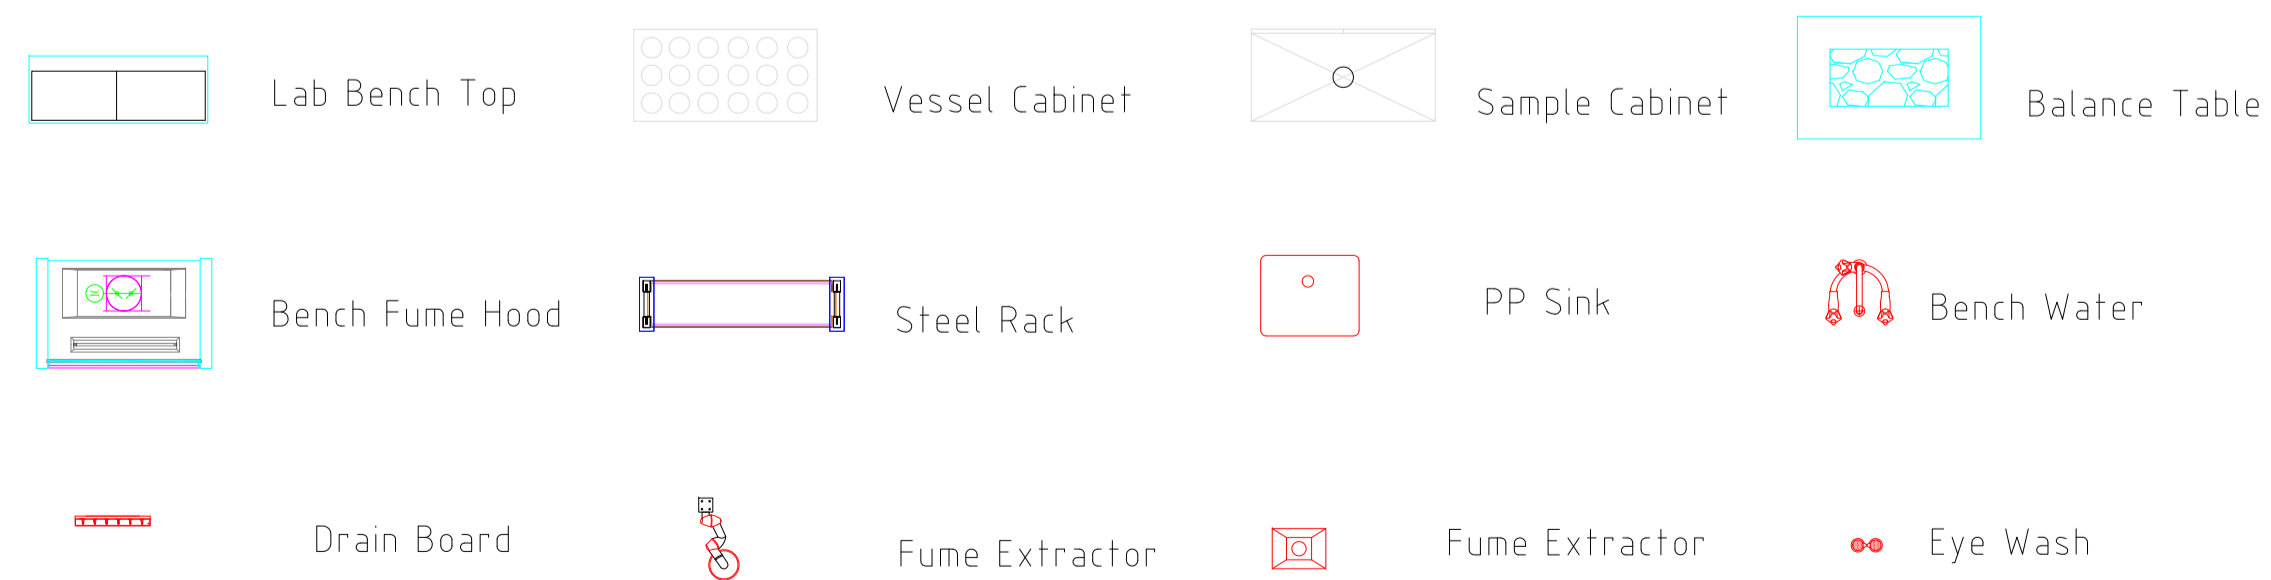 Lab Bench Top
Vessel Cabinet
Sample Cabinet
Balance Table
Bench Fume Hood
Steel Rack
PP Sink
Bench Water
Drain Board
Fume Extractor
Fume Extractor
Eye Wash